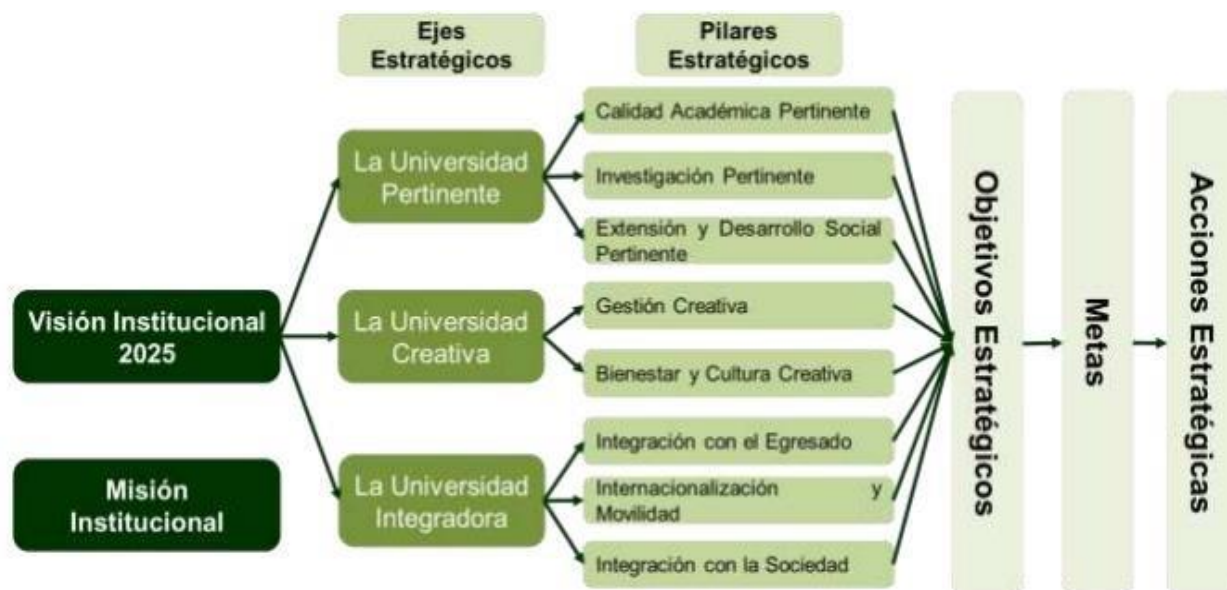 Ejes
Estratégicos
Pilares
Estratégicos
Visión Institucional
2025
Misión
Institucional
La Universidad
Pertinente
La Universidad
Creativa
La Universidad
Integradora
Calidad Académica Pertinente
Investigación Pertinente
Extensión y Desarrollo Social
Pertinente
Gestión Creativa
Bienestar y Cultura Creativa
Integración con el Egresado
Internacionalización y
Movilidad
Integración con la Sociedad
Objetivos Estratégicos
Metas
Acciones Estratégicas